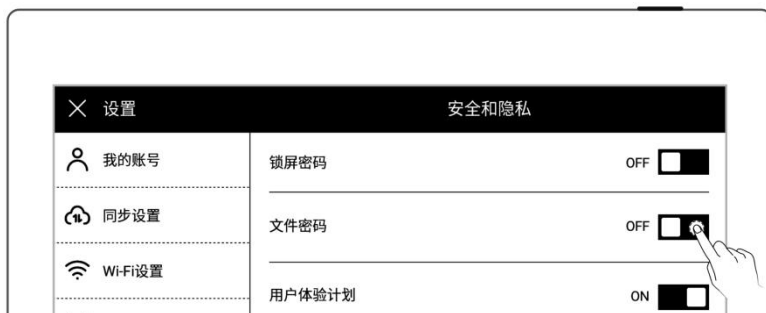 设置
安全和隐私
我的账号
锁屏密码 OFF
同步设置
文件密码 OFF
Wi-Fi设置
用户体验计划 ON